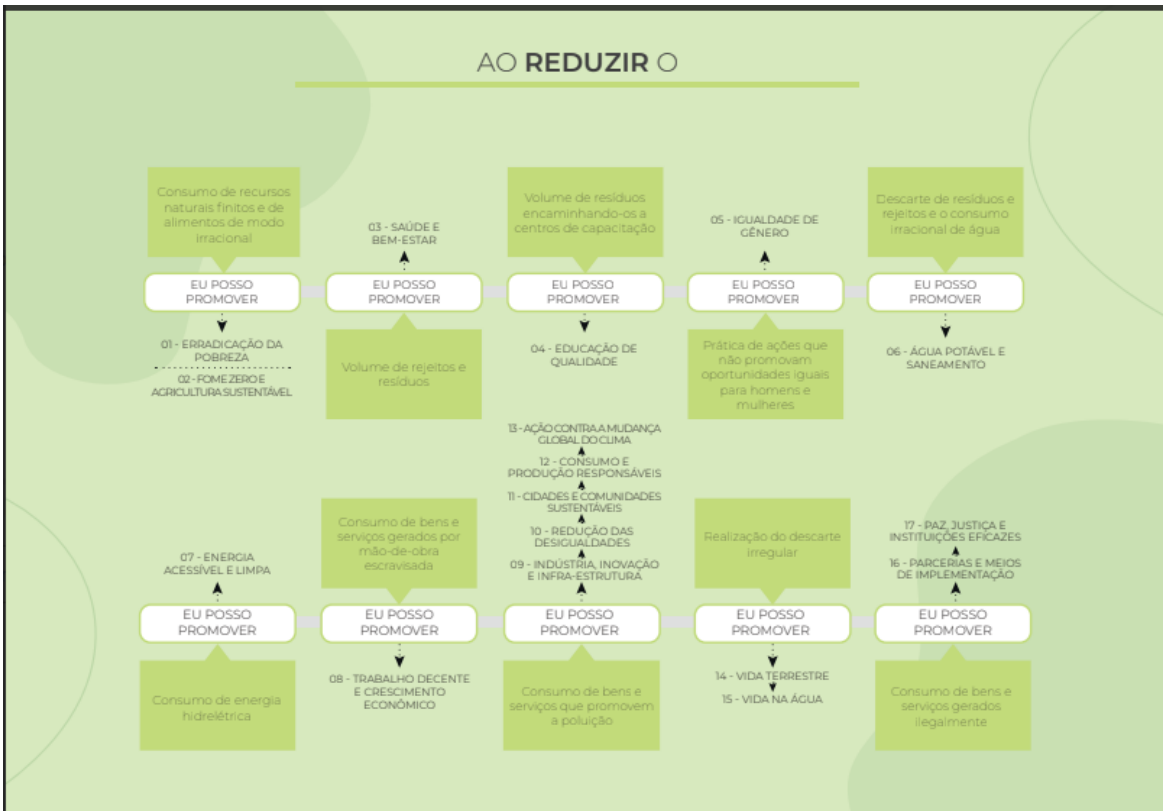 AO REDUZIR O
Consumo de recursos
naturais finitos e de
alimentos de modo
irracional
EU POSSO
PROMOVER
01 - ERRADICAÇÃO DA
POBREZA
02 - FOME ZERO E
AGRICULTURA SUSTENTÁVEL
03 - SAÚDE E
BEM-ESTAR
EU POSSO
PROMOVER
Volume de rejeitos e
resíduos
Volume de resíduos
encaminhando-os a
centros de capacitação
EU POSSO
PROMOVER
04 - EDUCAÇÃO DE
QUALIDADE
05 - IGUALDADE DE
GÊNERO
EU POSSO
PROMOVER
Prática de ações que
não promovam
oportunidades iguais
para homens e
mulheres
Descarte de resíduos e
rejeitos e o consumo
irracional de água
EU POSSO
PROMOVER
06 - ÁGUA POTÁVEL E
SANEAMENTO
07 - ENERGIA
ACESSÍVEL E LIMPA
EU POSSO
PROMOVER
Consumo de energia
hidrelétrica
Consumo de bens e
serviços gerados por
mão-de-obra
escravisada
EU POSSO
PROMOVER
08 - TRABALHO DECENTE
E CRESCIMENTO
ECONÔMICO
13 - AÇÃO CONTRA A MUDANÇA
GLOBAL DO CLIMA
12 - CONSUMO E
PRODUÇÃO RESPONSÁVEIS
11 - CIDADES E COMUNIDADES
SUSTENTÁVEIS
10 - REDUÇÃO DAS
DESIGUALDADES
09 - INDÚSTRIA, INOVAÇÃO
E INFRA-ESTRUTURA
EU POSSO
PROMOVER
Consumo de bens e
serviços que promovem
a poluição
Realização do descarte
irregular
EU POSSO
PROMOVER
14 - VIDA TERRESTRE
15 - VIDA NA ÁGUA
17 - PAZ, JUSTIÇA E
INSTITUIÇÕES EFICAZES
16 - PARCERIAS E MEIOS
DE IMPLEMENTAÇÃO
EU POSSO
PROMOVER
Consumo de bens e
serviços gerados
ilegalmente